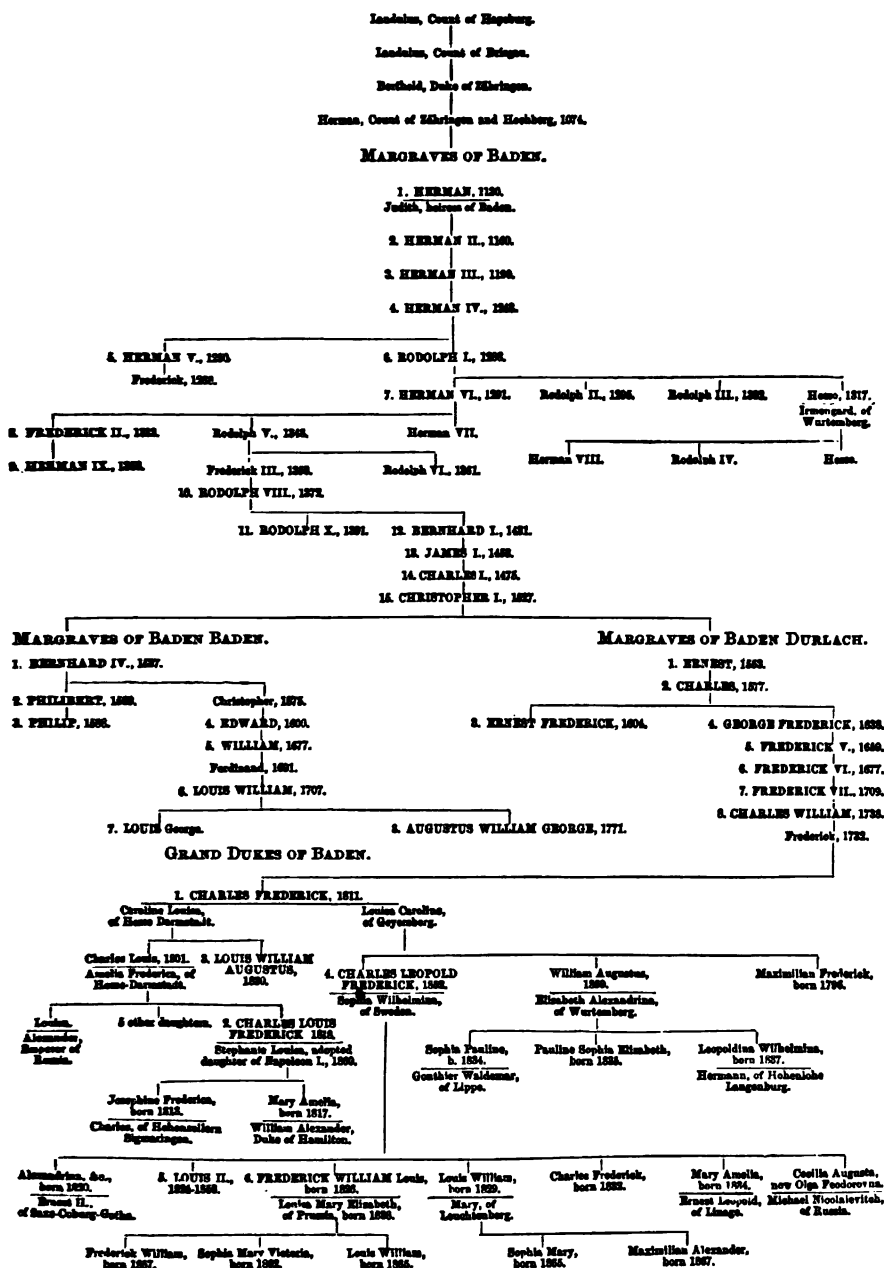 Landalus, Count of Hapsburg.
Landalus, Count of Brisgau.
Berthold, Duke of Zähringen.
Herman, Count of Zähringen and Hochberg, 1074.
MARGRAVES OF BADEN.
1. HERMAN, 1130.
Judith, heiress of Baden.
2. HERMAN II., 1160.
3. HERMAN III., 1190.
4. HERMAN IV.,
5. HERMAN V.,
6. RODOLPH I., 1288.
Frederick, 1268.
7. HERMAN VI., 1291.
Rodolph II., 1295.
Rodolph III., 1332.
Hesso, 1317.
Irmengard, of
Wurtemberg.
8. FREDERICK II.,
Rodolph V., 1348.
Herman VII.
9. HERMAN IX., 1353.
Frederick III., 1353.
Rodolph VI., 1361.
Herman VIII.
Rodolph IV.
Hesso.
10. RODOLPH VIII., 1372.
11. RODOLPH X., 1391.
12. BERNHARD I., 1431.
13. JAMES I., 1453.
14. CHARLES I., 1475.
15. CHRISTOPHER I., 1527.
MARGRAVES OF BADEN BADEN.
MARGRAVES OF BADEN DURLACH.
1. BERNHARD IV., 1537.
1. ERNEST, 1553.
2. CHARLES, 1577.
2. PHILIBERT, 1569.
Christopher, 1575.
3. PHILIP, 1588.
4. EDWARD, 1600.
3. ERNEST FREDERICK, 1604.
4. GEORGE FREDERICK, 1638.
5. WILLIAM, 1677.
5. FREDERICK V., 1659.
Ferdinand,
6. FREDERICK VI., 1677.
6. LOUIS WILLIAM, 1707.
7. FREDERICK VII., 1709.
7. LOUIS George.
8. AUGUSTUS WILLIAM GEORGE, 1771.
8. CHARLES WILLIAM, 1738.
Frederick, 1732.
GRAND DUKES OF BADEN.
1. CHARLES FREDERICK, 1811.
Caroline Louisa,
of Hesse Darmstadt.
Louisa Carolina,
of Geyersberg.
Charles Louis, 1801.
Amelia Frederica, of
Hesse-Darmstadt.
3. LOUIS WILLIAM
AUGUSTUS,
1830.
4. CHARLES LEOPOLD
FREDERICK, 1852.
Sophia Wilhelmina,
of Sweden.
William Augustus,
1859.
Elisabeth Alexandrina,
of Wurtemberg.
Maximilian Frederick,
born 1796.
Louisa.
Alexander,
Emperor of
Russia.
5 other daughters.
2. CHARLES LOUIS
FREDERICK 1818.
Stephanie Louisa, adopted
daughter of Napoleon I., 1860.
Sophia Pauline,
b. 1834.
Gonthier Waldemar,
of Lippe.
Pauline Sophia Elizabeth,
born 1835.
Leopoldina Wilhelmina,
born 1837.
Hermann, of Hohenlohe
Langenburg.
Josephine Frederica,
born 1813.
Charles, of Hohenzollern
Sigmaringen.
Mary Amelia,
born 1817.
William Alexander,
Duke of Hamilton.
Alexandrina, &c.,
born 1820.
Ernest II.,
of Saxe-Coburg-Gotha.
5. LOUIS II.,
1824-1858.
6. FREDERICK WILLIAM Louis,
born 1826.
Louisa Mary Elizabeth,
of Prussia, born 1838.
Louis William,
born 1829.
Mary, of
Leuchtenberg.
Charles Frederick,
born 1832.
Mary Amelia,
born 1834.
Ernest Leopold,
of Linage.
Cecilia Augusta,
now Olga Feodorovna.
Michael Nicolaievitch,
of Russia.
Frederick William,
born 1857.
Sophia Mary Victoria,
born 1862.
Louis William,
born 1865.
Sophia Mary,
born 1865.
Maximilian Alexander,
born 1867.